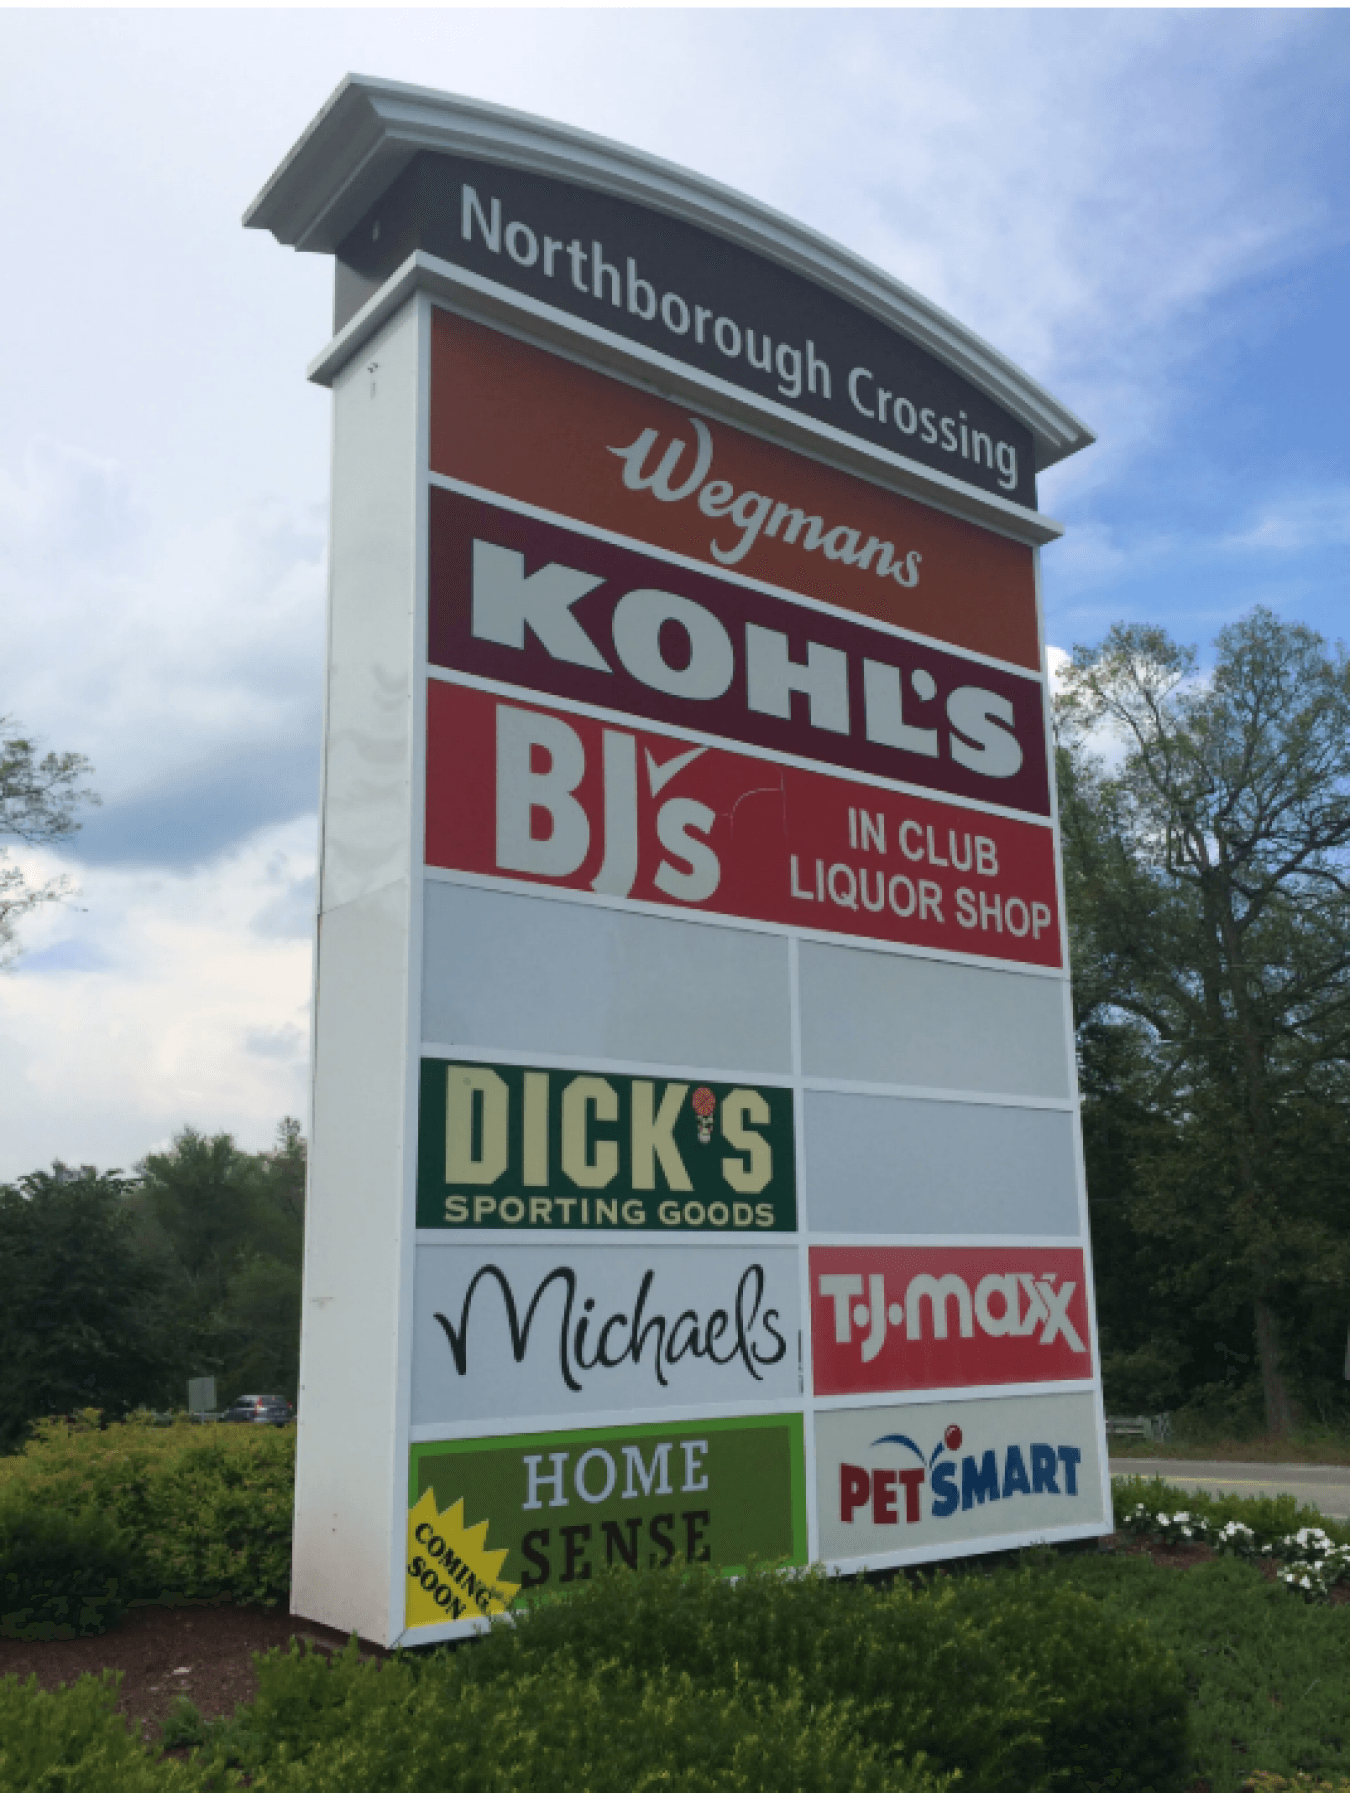 Northborough Crossing
Wegmans
KOHL'S
BJ's
IN CLUB
LIQUOR SHOP
DICK'S
SPORTING GOODS
Michaels
T·J·maxx
HOME
SENSE
COMING
SOON
PETSMART